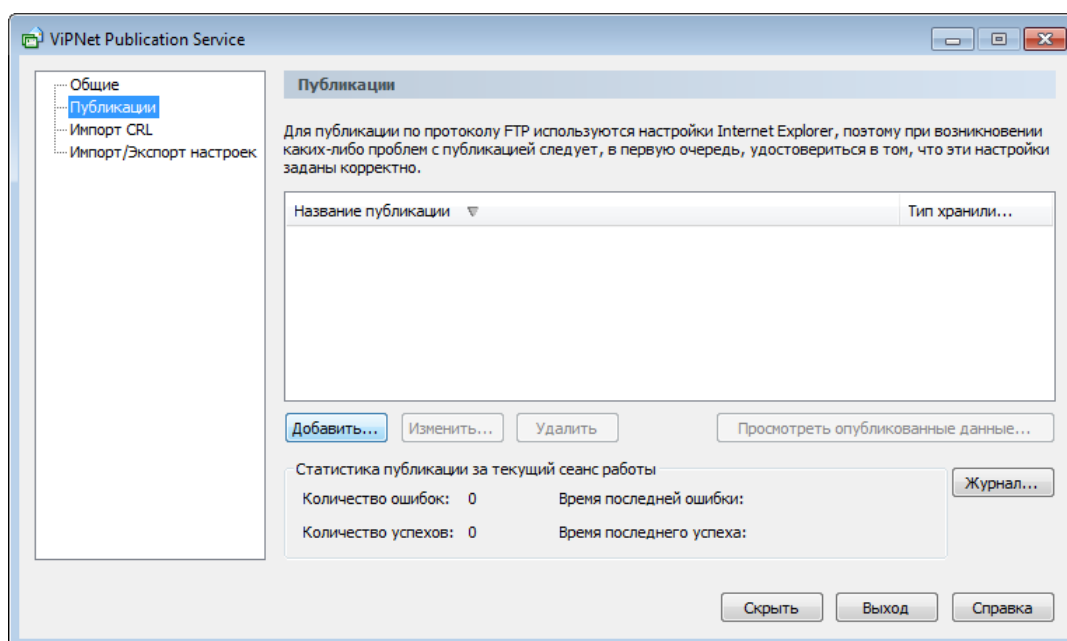 ViPNet Publication Service
Общие
Публикации
Импорт CRL
Импорт/Экспорт настроек
Публикации
Для публикации по протоколу FTP используются настройки Internet Explorer, поэтому при возникновении
каких-либо проблем с публикацией следует, в первую очередь, удостовериться в том, что эти настройки
заданы корректно.
Название публикации Тип хранили...
Добавить... Изменить... Удалить Просмотреть опубликованные данные...
Статистика публикации за текущий сеанс работы
Журнал...
Количество ошибок: 0 Время последней ошибки:
Количество успехов: 0 Время последнего успеха:
Скрыть Выход Справка